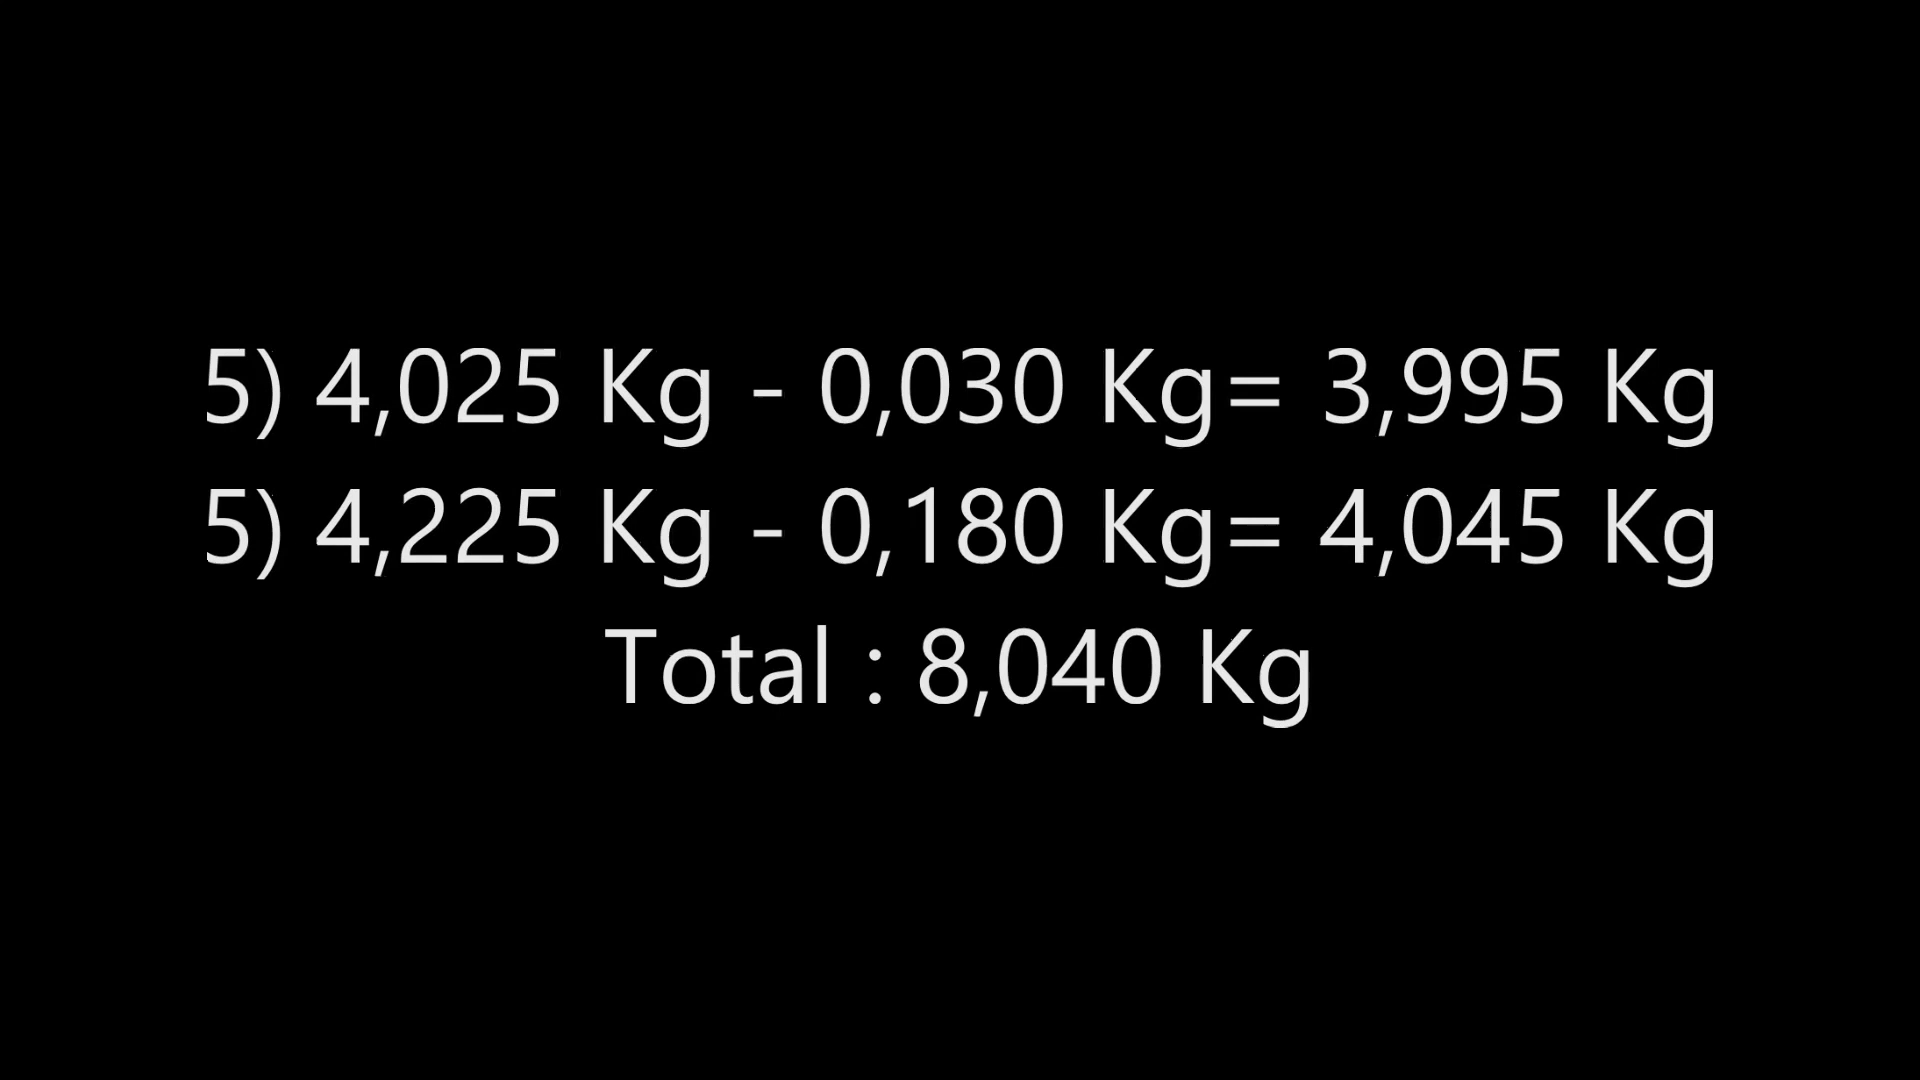 5) 4,025 Kg - 0,030 Kg= 3,995 Kg
5) 4,225 Kg - 0,180 Kg= 4,045 Kg
Total : 8,040 Kg